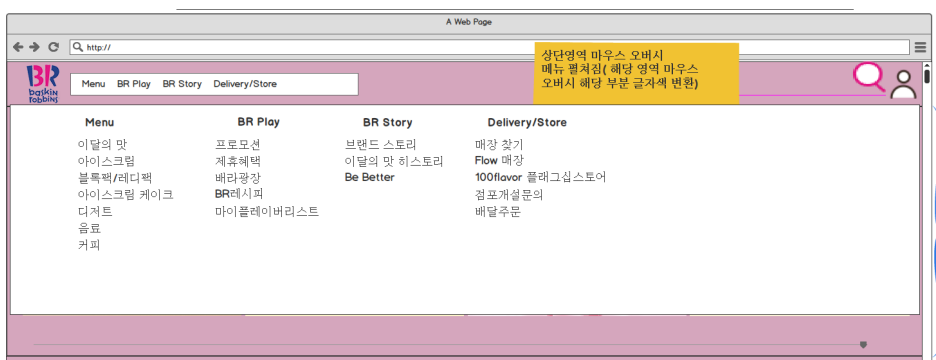 A Web Page
http://
상단영역 마우스 오버시
메뉴 펼쳐짐( 해당 영역 마우스
오버시 해당 부분 글자색 변환)
BR
baskin
robbins
Menu BR Play BR Story Delivery/Store
Menu BR Play BR Story Delivery/Store
이달의 맛 프로모션 브랜드 스토리 매장 찾기
아이스크림 제휴혜택 이달의 맛 히스토리 Flow 매장
블록팩/레디팩 배라광장 Be Better 100flavor 플래그십스토어
아이스크림 케이크 BR레시피 점포개설문의
디저트 마이플레이버리스트 배달주문
음료
커피